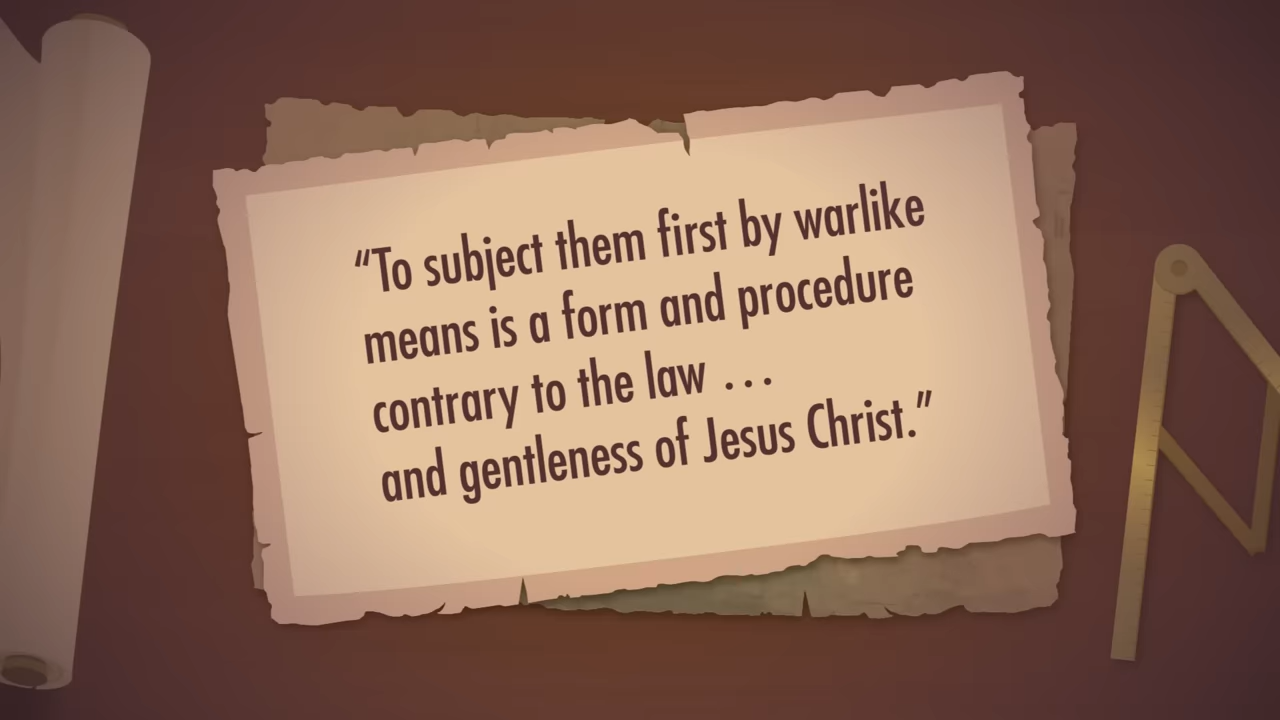 “To subject them first by warlike
means is a form and procedure
contrary to the law ...
and gentleness of Jesus Christ.”